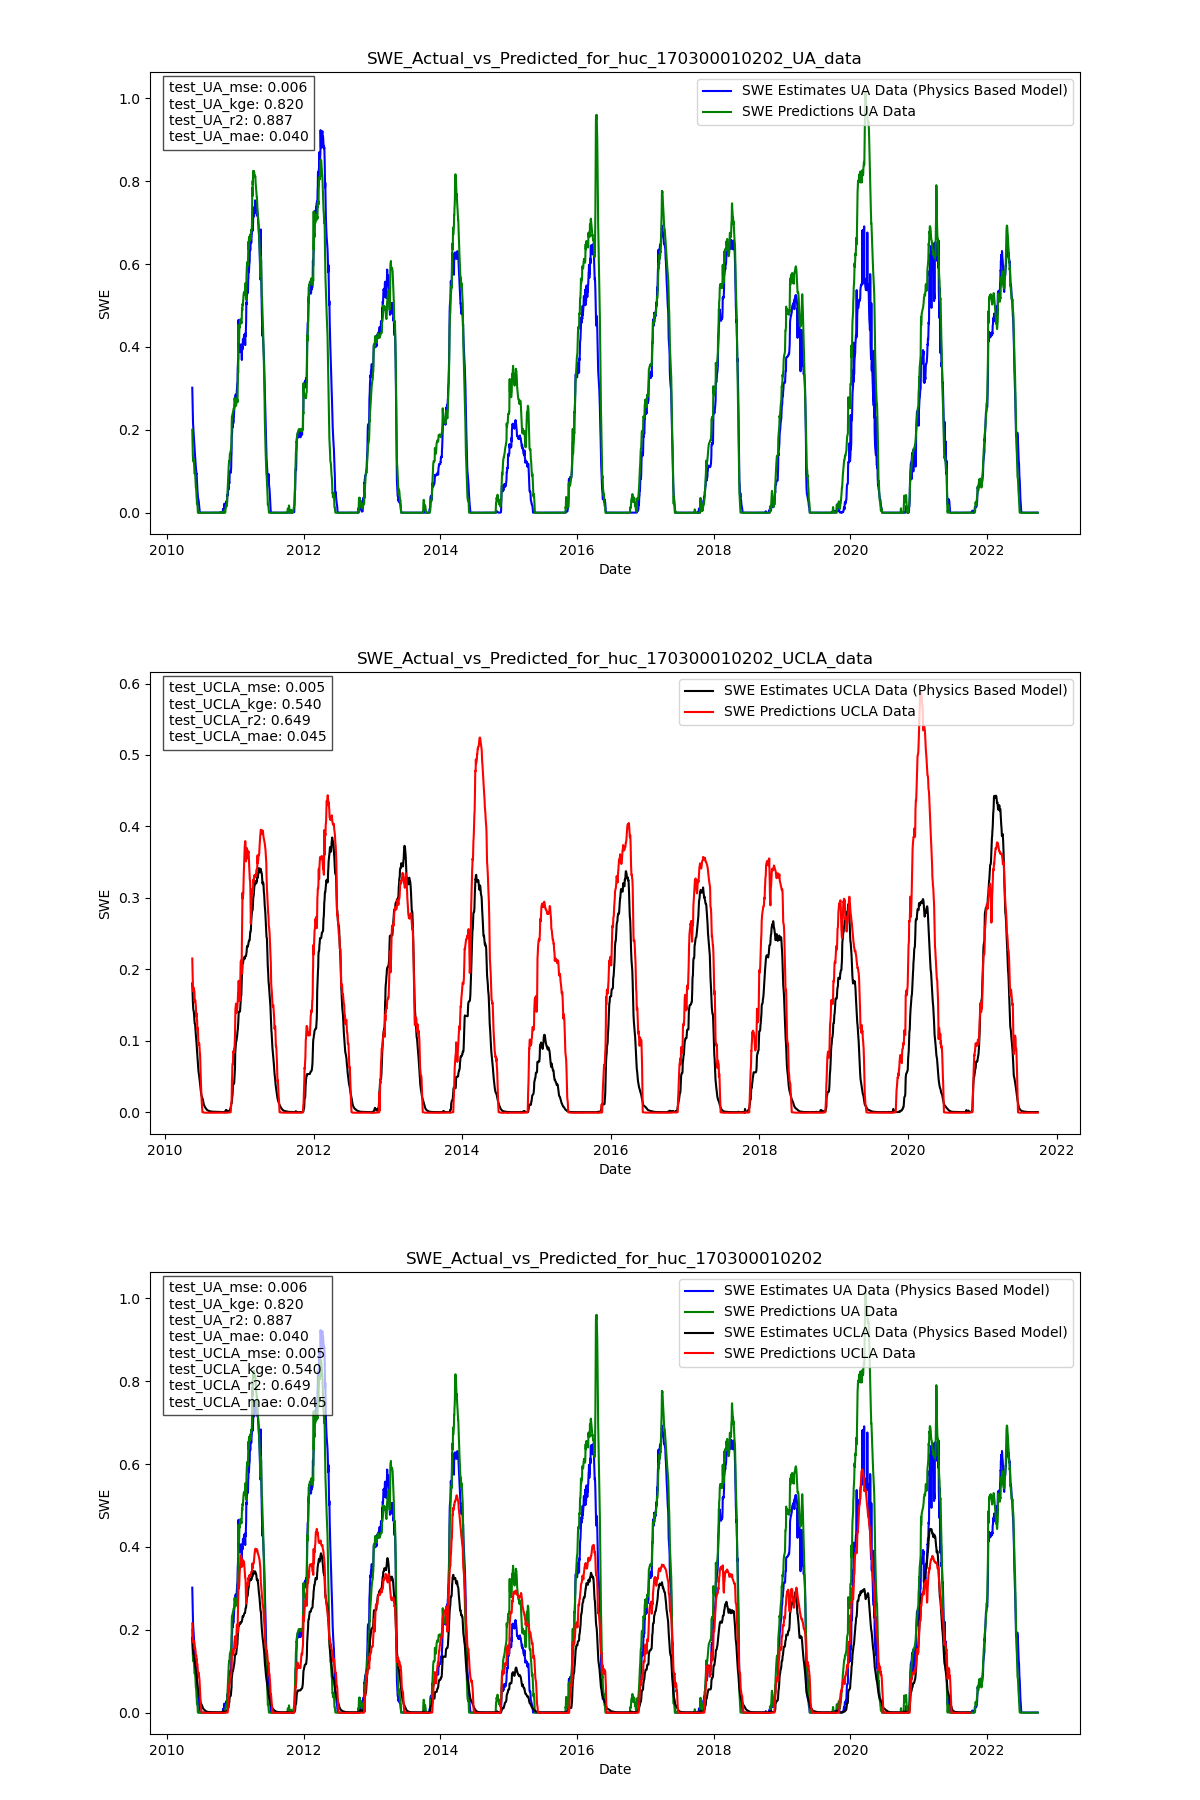 SWE_Actual_vs_Predicted_for_huc_170300010202_UA_data
test_UA_mse: 0.006
test_UA_kge: 0.820
test_UA_r2: 0.887
test_UA_mae: 0.040
SWE Estimates UA Data (Physics Based Model)
SWE Predictions UA Data
1.0
0.8
0.6
0.4
0.2
0.0
SWE
2010 2012 2014 2016 2018 2020 2022
Date
SWE_Actual_vs_Predicted_for_huc_170300010202_UCLA_data
test_UCLA_mse: 0.005
test_UCLA_kge: 0.540
test_UCLA_r2: 0.649
test_UCLA_mae: 0.045
SWE Estimates UCLA Data (Physics Based Model)
SWE Predictions UCLA Data
0.6
0.5
0.4
0.3
0.2
0.1
0.0
SWE
2010 2012 2014 2016 2018 2020 2022
Date
SWE_Actual_vs_Predicted_for_huc_170300010202
test_UA_mse: 0.006
test_UA_kge: 0.820
test_UA_r2: 0.887
test_UA_mae: 0.040
test_UCLA_mse: 0.005
test_UCLA_kge: 0.540
test_UCLA_r2: 0.649
test_UCLA_mae: 0.045
SWE Estimates UA Data (Physics Based Model)
SWE Predictions UA Data
SWE Estimates UCLA Data (Physics Based Model)
SWE Predictions UCLA Data
1.0
0.8
0.6
0.4
0.2
0.0
SWE
2010 2012 2014 2016 2018 2020 2022
Date